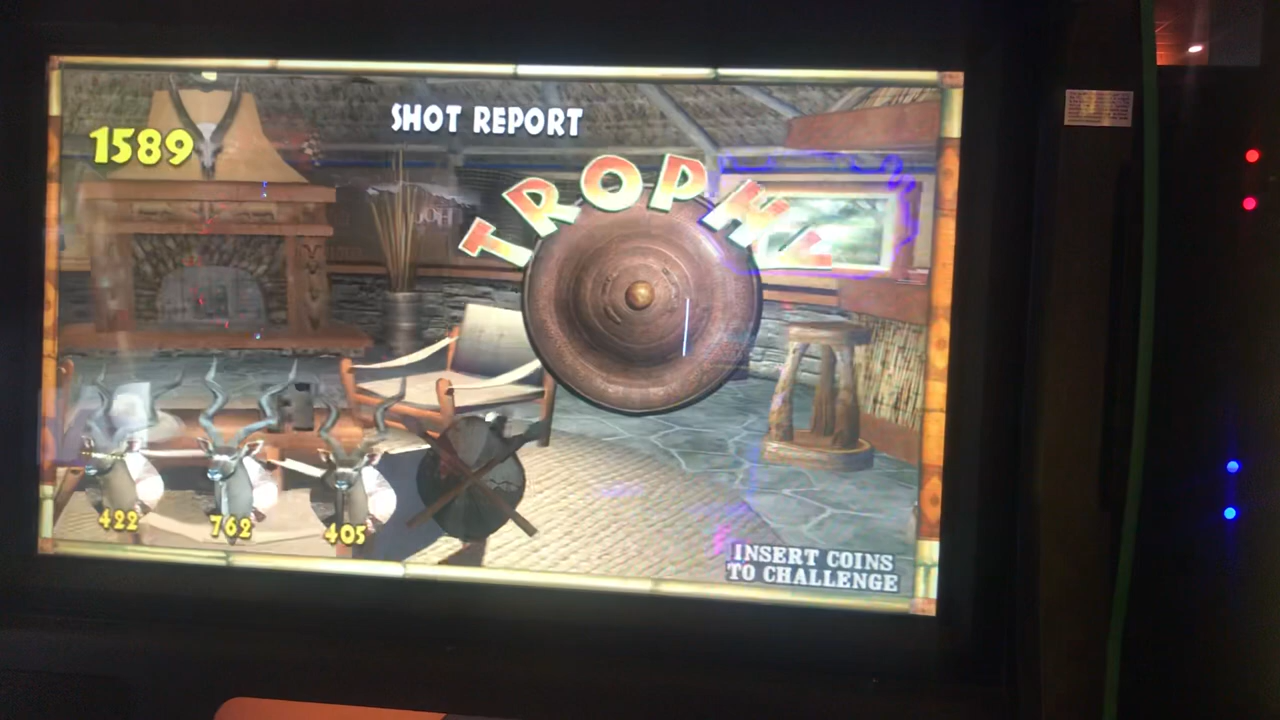 SHOT REPORT
1589
TROPHY
422
762
405
INSERT COINS
TO CHALLENGE